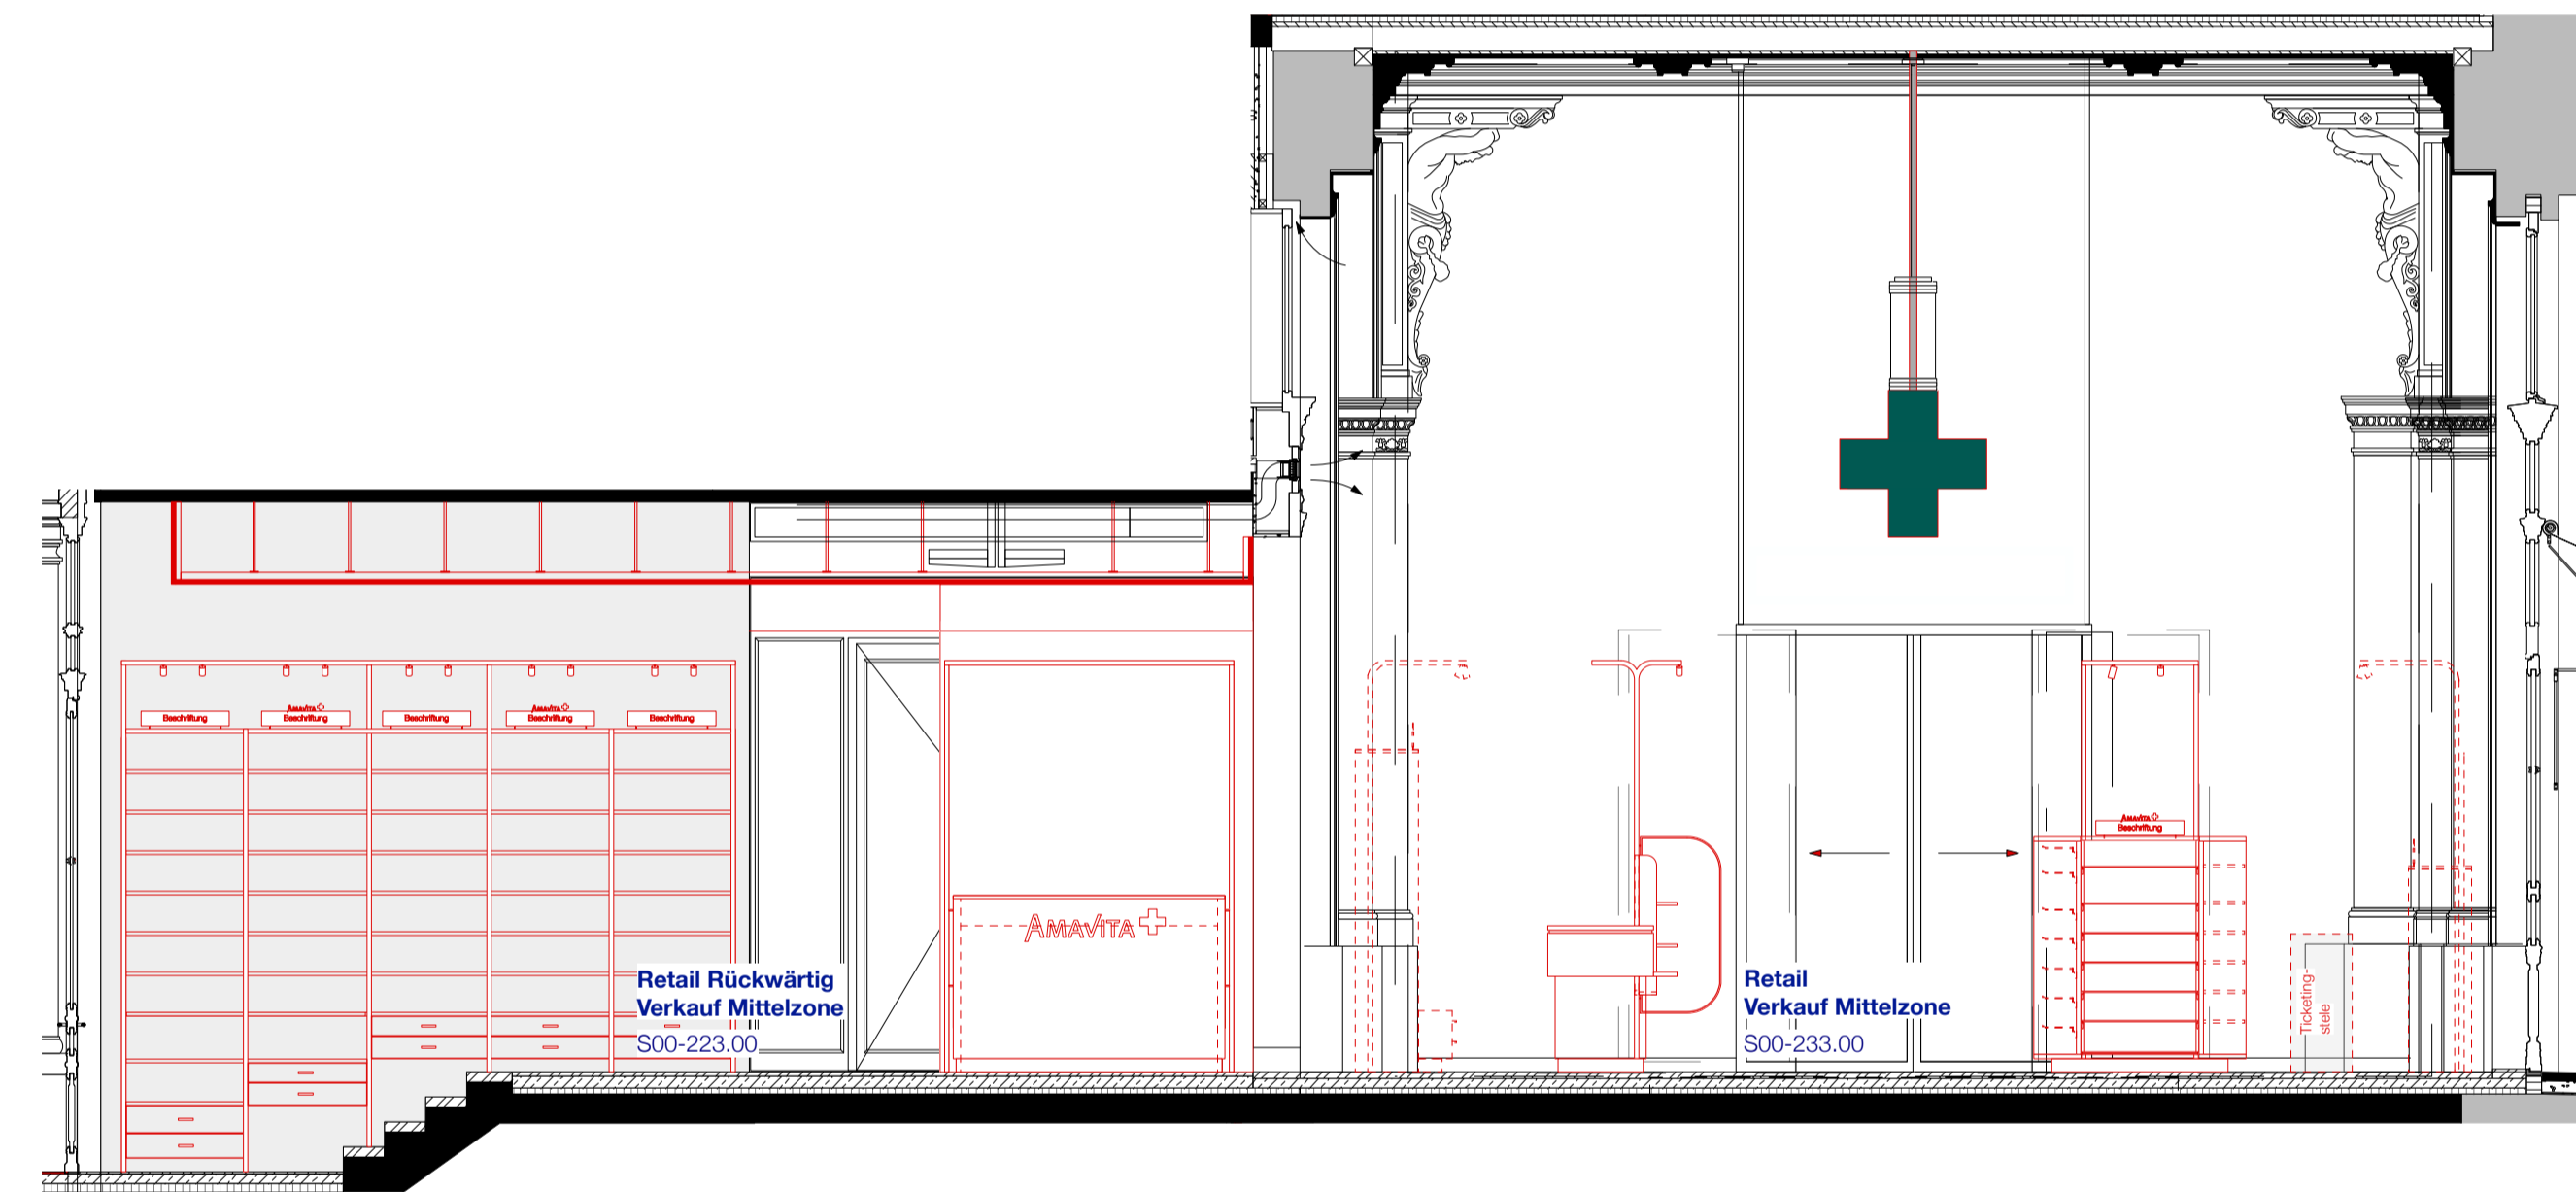 AMAVITA
AMAVITA
Beschriftung
Beschriftung
Beschriftung
Beschriftung
Beschriftung
AMAVITA
Beschriftung
AMAVITA
Retail Rückwärtig
Verkauf Mittelzone
S00-223.00
Retail
Verkauf Mittelzone
S00-233.00
Ticketing-
stele